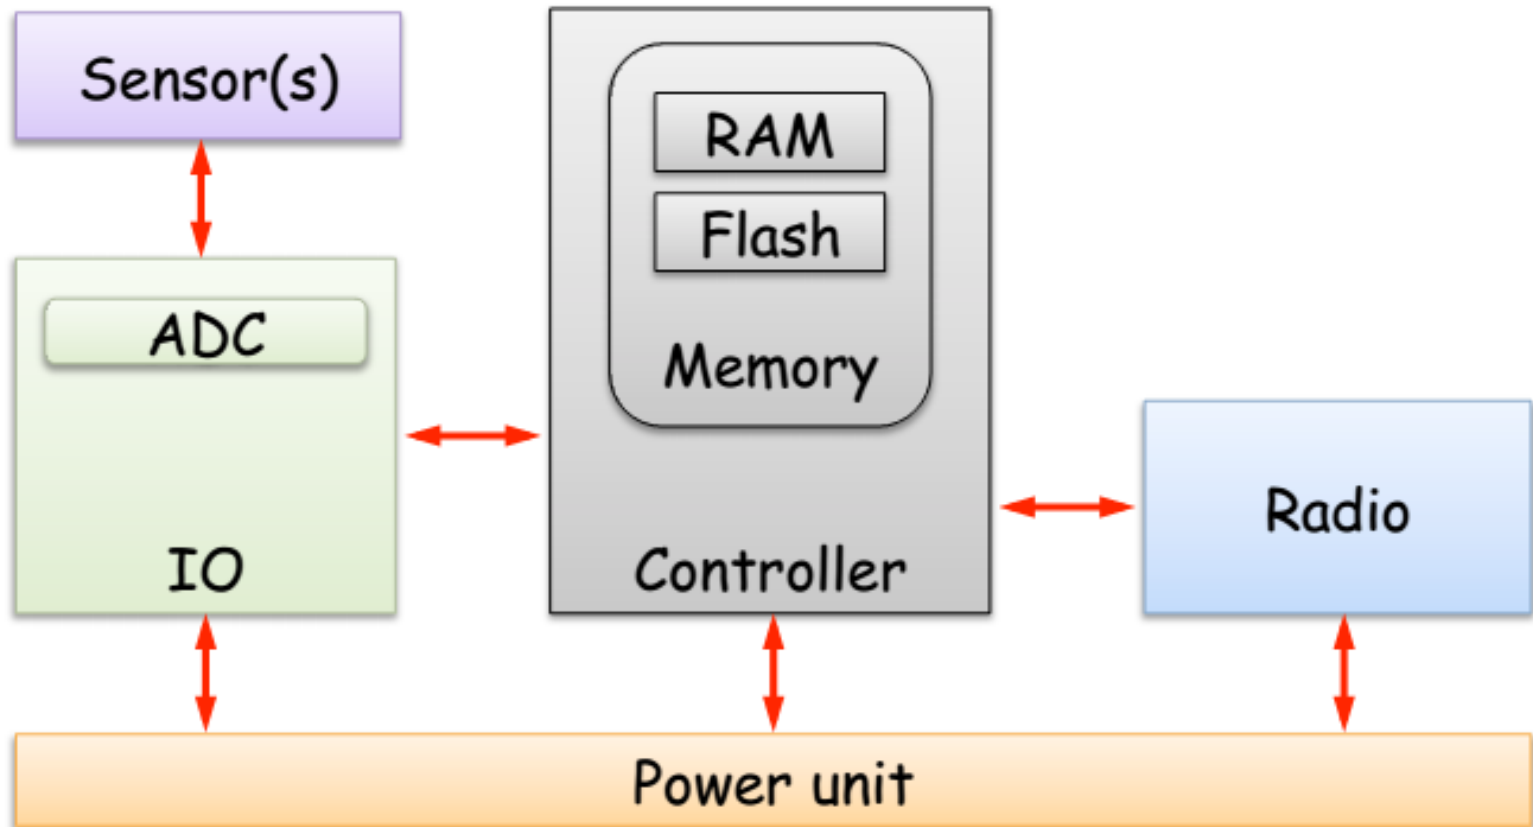 Sensor(s)
ADC
IO
RAM
Flash
Memory
Controller
Radio
Power unit